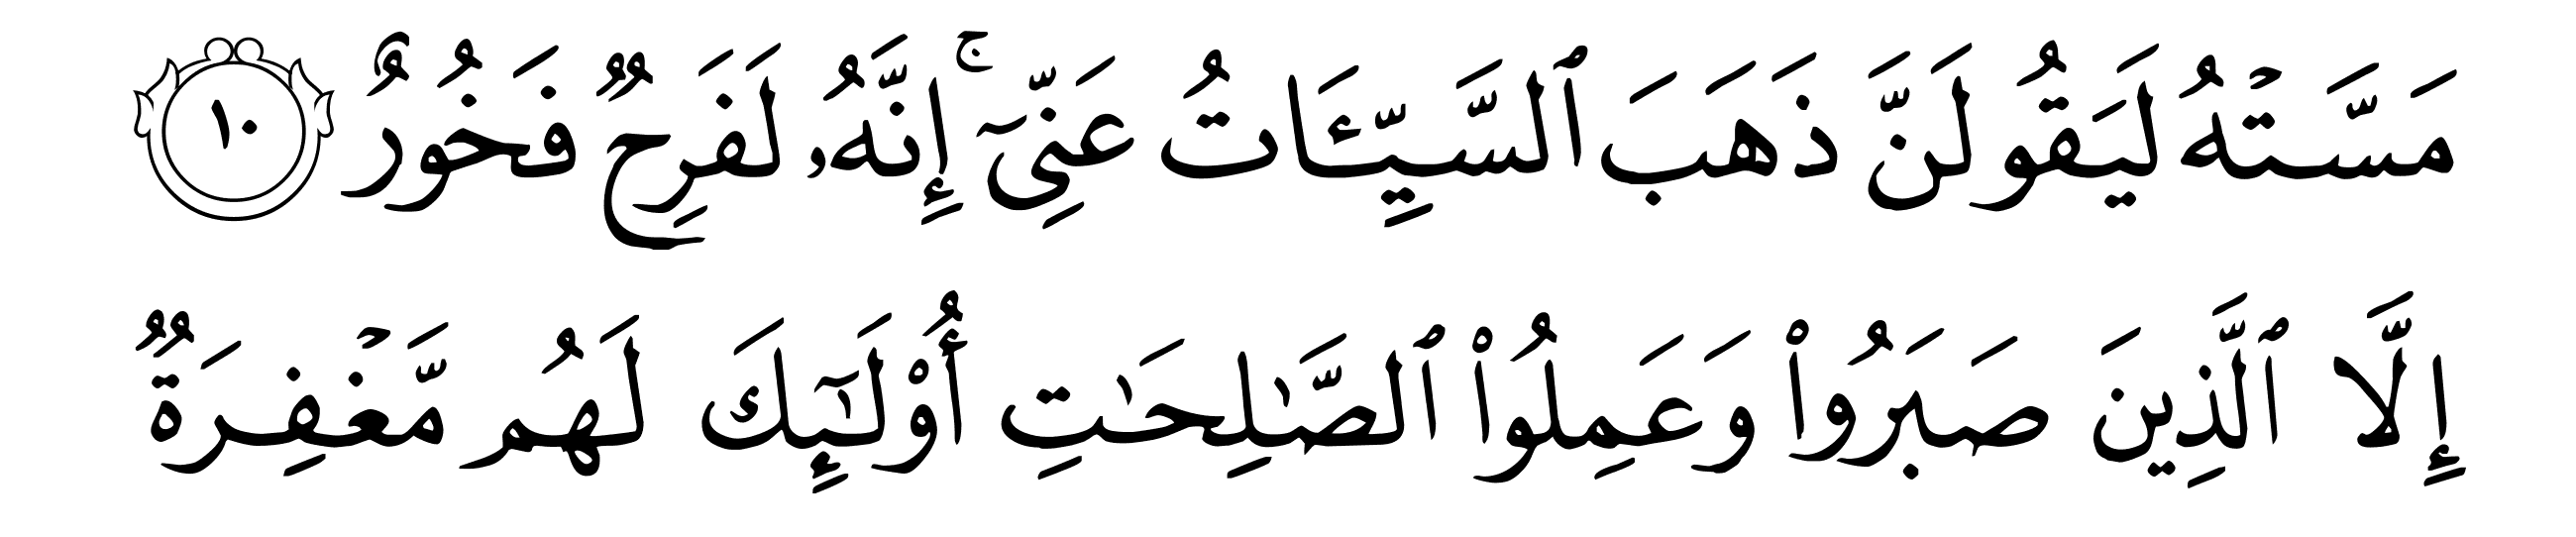 مَسَّتۡهُ لَيَقُولَنَّ ذَهَبَ ٱلسَّيِّـَٔاتُ عَنِّيٓۚ إِنَّهُۥ لَفَرِحٞ فَخُورٌ ١٠
إِلَّا ٱلَّذِينَ صَبَرُواْ وَعَمِلُواْ ٱلصَّٰلِحَٰتِ أُوْلَٰٓئِكَ لَهُم مَّغۡفِرَةٞ